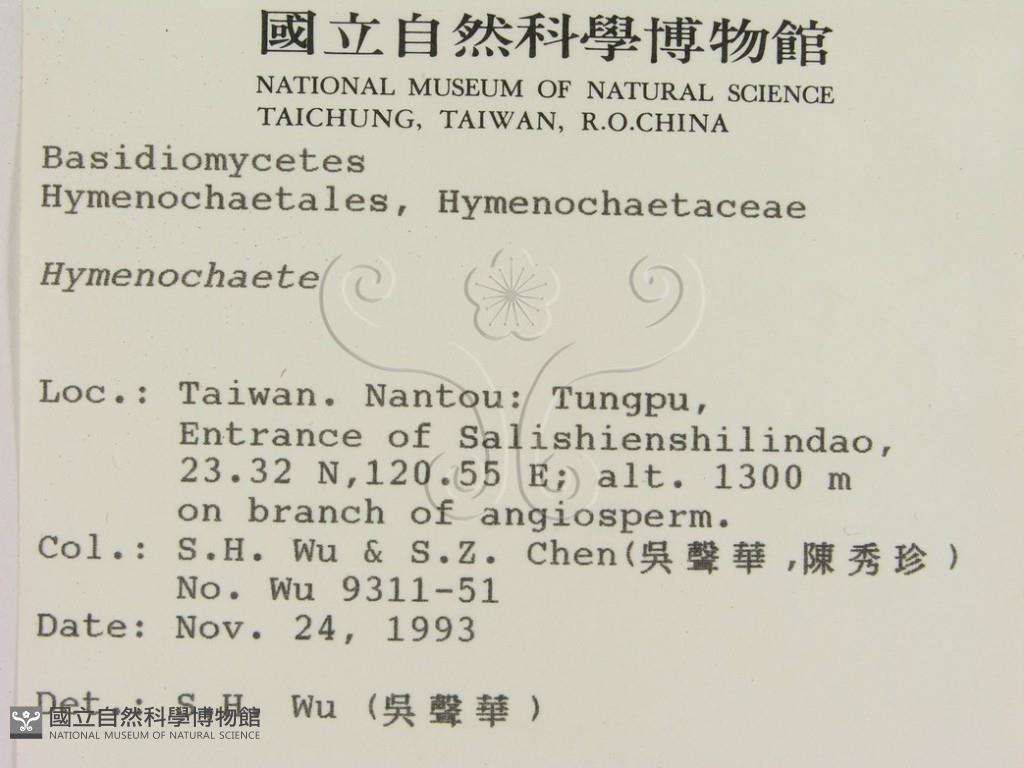 國立自然科學博物館
NATIONAL MUSEUM OF NATURAL SCIENCE
TAICHUNG, TAIWAN, R.O.CHINA
Basidiomycetes
Hymenochaetales, Hymenochaetaceae
Hymenochaete
Loc.: Taiwan. Nantou: Tungpu,
Entrance of Salishienshilindao,
23.32 N,120.55 E; alt. 1300 m
on branch of angiosperm.
Col.: S.H. Wu & S.Z. Chen(吳聲華,陳秀珍)
No. Wu 9311-51
Date: Nov. 24, 1993
Det.: S.H. Wu (吳聲華)
國立自然科學博物館
NATIONAL MUSEUM OF NATURAL SCIENCE